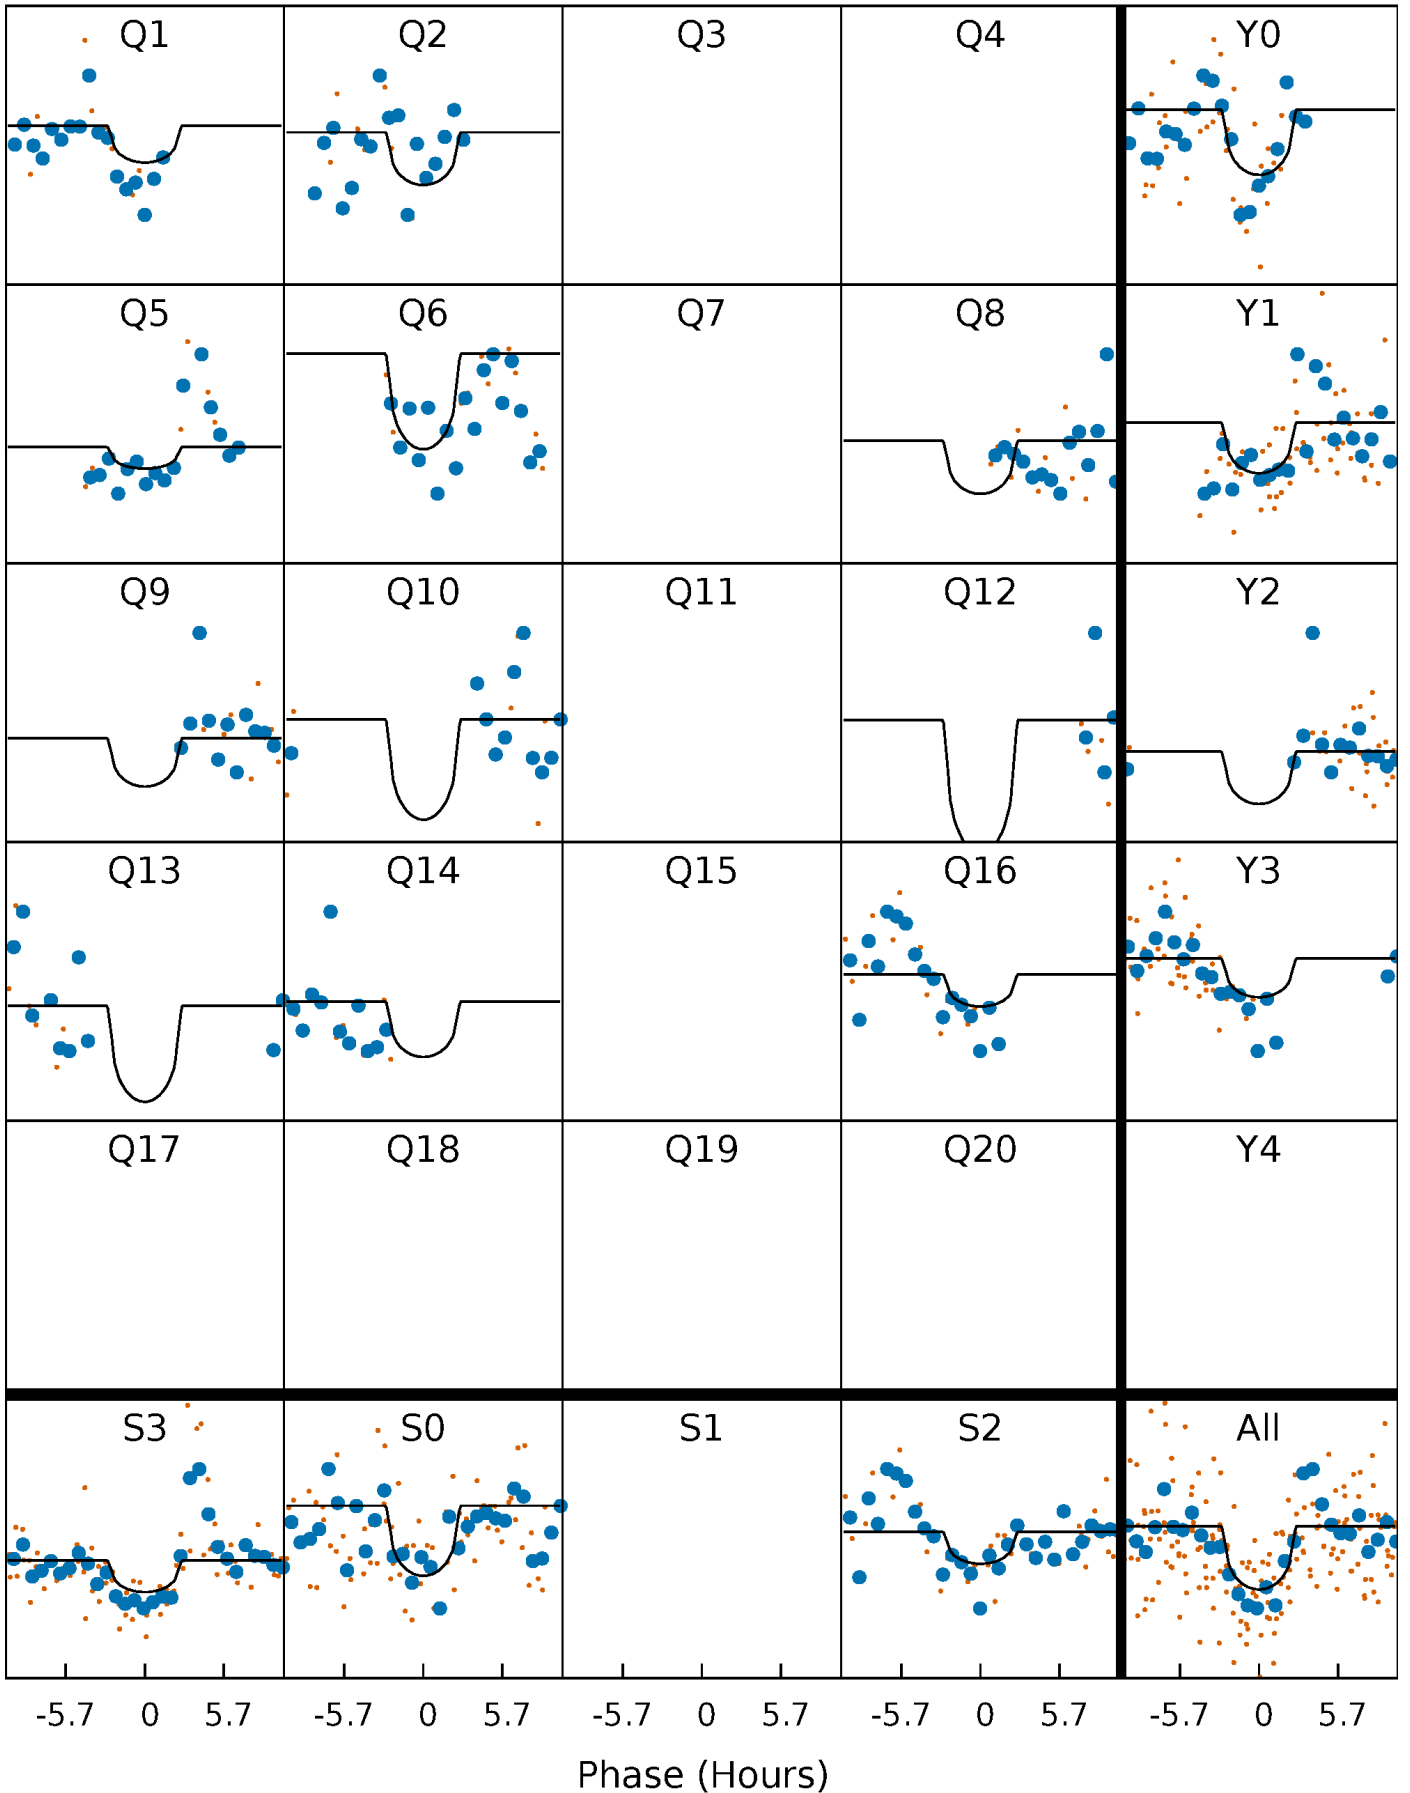 Q1 Q2 Q3 Q4 Y0
Q5 Q6 Q7 Q8 Y1
Q9 Q10 Q11 Q12 Y2
Q13 Q14 Q15 Q16 Y3
Q17 Q18 Q19 Q20 Y4
S3 S0 S1 S2 All
-5.7 0 5.7 -5.7 0 5.7 -5.7 0 5.7 -5.7 0 5.7 -5.7 0 5.7
Phase (Hours)